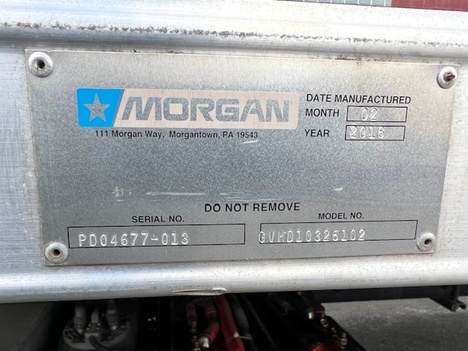 MORGAN
111 Morgan Way, Morgantown, PA 19543
DATE MANUFACTURED
MONTH 02
YEAR 2018
DO NOT REMOVE
SERIAL NO.
PD04677-013
MODEL NO.
GVHD10326102